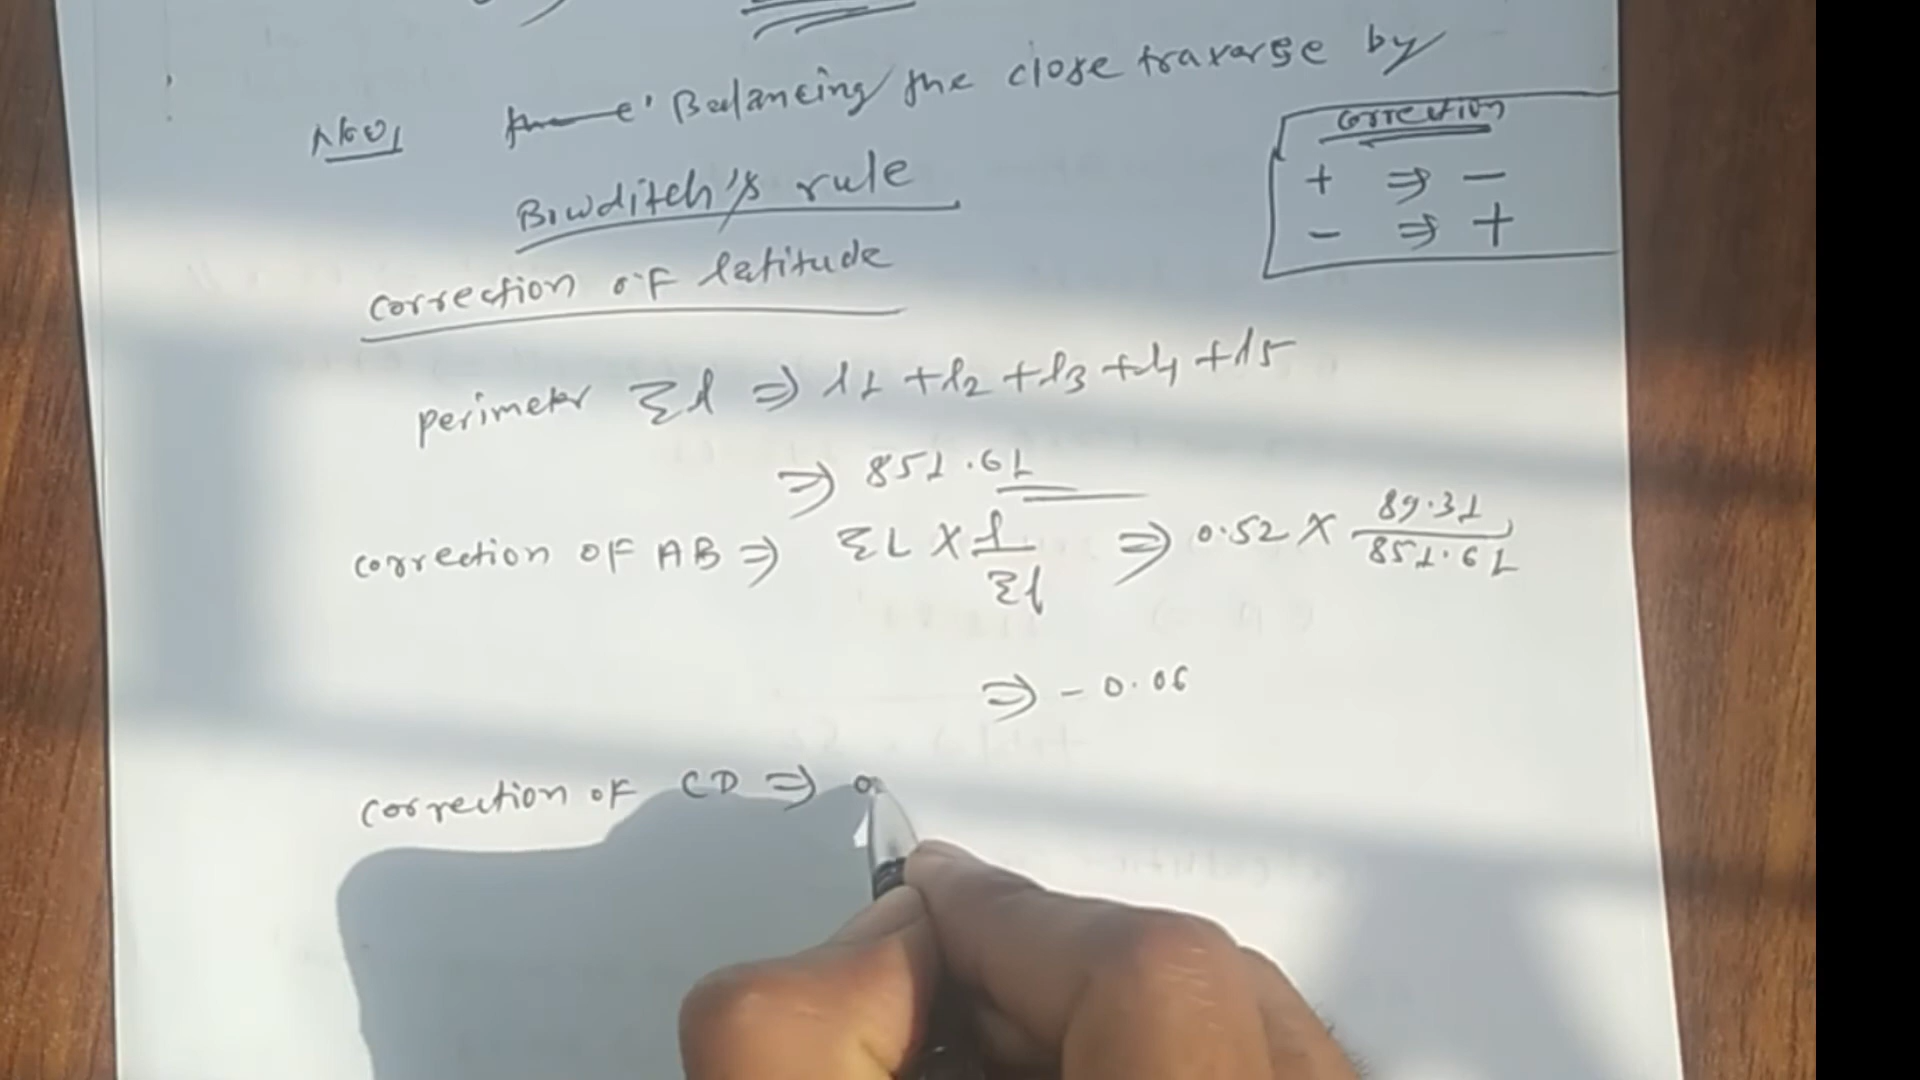 Now, Balancing the close traverse by
Bowditch's rule
correction
+ ⇒ −
− ⇒ +
correction of latitude
perimeter Σl ⇒ l1 + l2 + l3 + l4 + l5
⇒ 851.61
correction of AB ⇒ ΣL × l/Σl ⇒ 0.52 × 89.31/851.61
⇒ - 0.06
correction of CD ⇒ 0